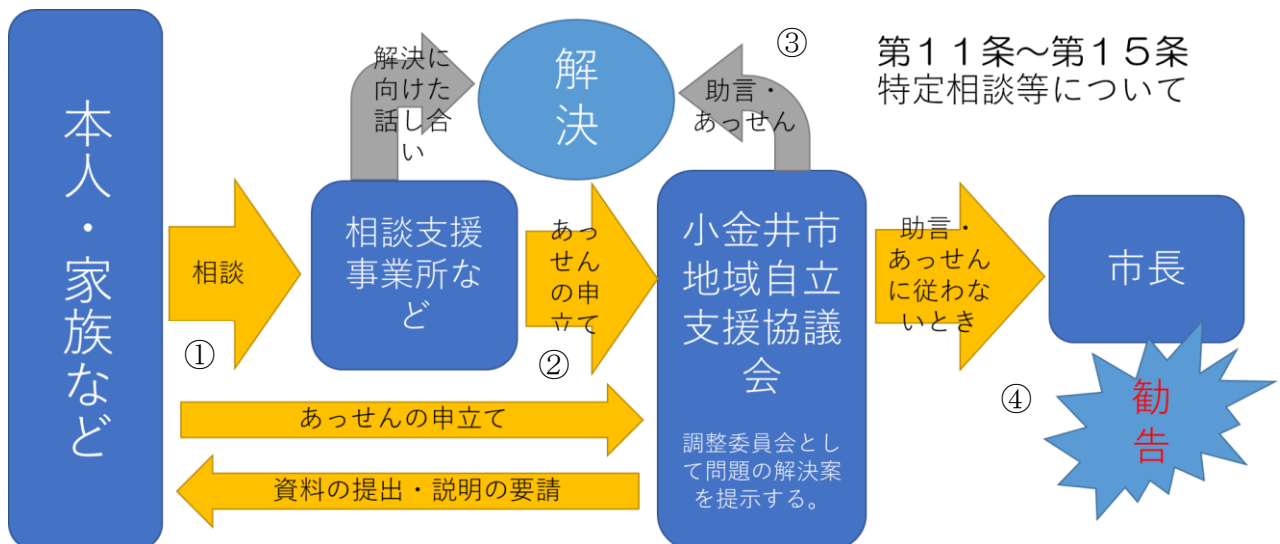 第１１条～第１５条
特定相談等について
本人・家族など
相談
①
相談支援
事業所など
解決に
向けた
話し合
い
解決
あっ
せん
の申
立て
②
あっせんの申立て
資料の提出・説明の要請
小金井市
地域自立
支援協議
会
調整委員会とし
て問題の解決案
を提示する。
助言・
あっせん
③
助言・
あっせん
に従わな
いとき
市長
④
勧告